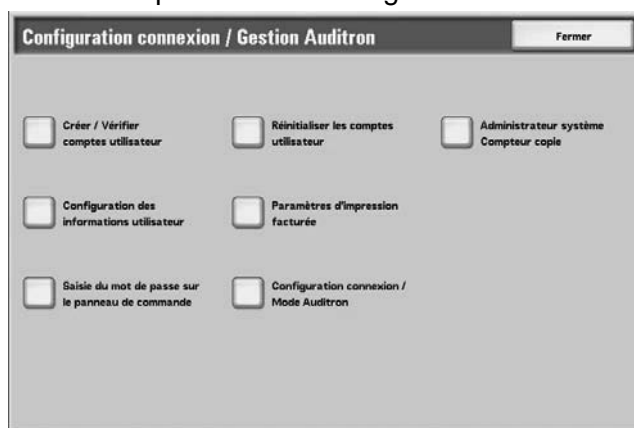 Configuration connexion / Gestion Auditron
Fermer
Créer / Vérifier
comptes utilisateur
Réinitialiser les comptes
utilisateur
Administrateur système
Compteur copie
Configuration des
informations utilisateur
Paramètres d'impression
facturée
Saisie du mot de passe sur
le panneau de commande
Configuration connexion /
Mode Auditron